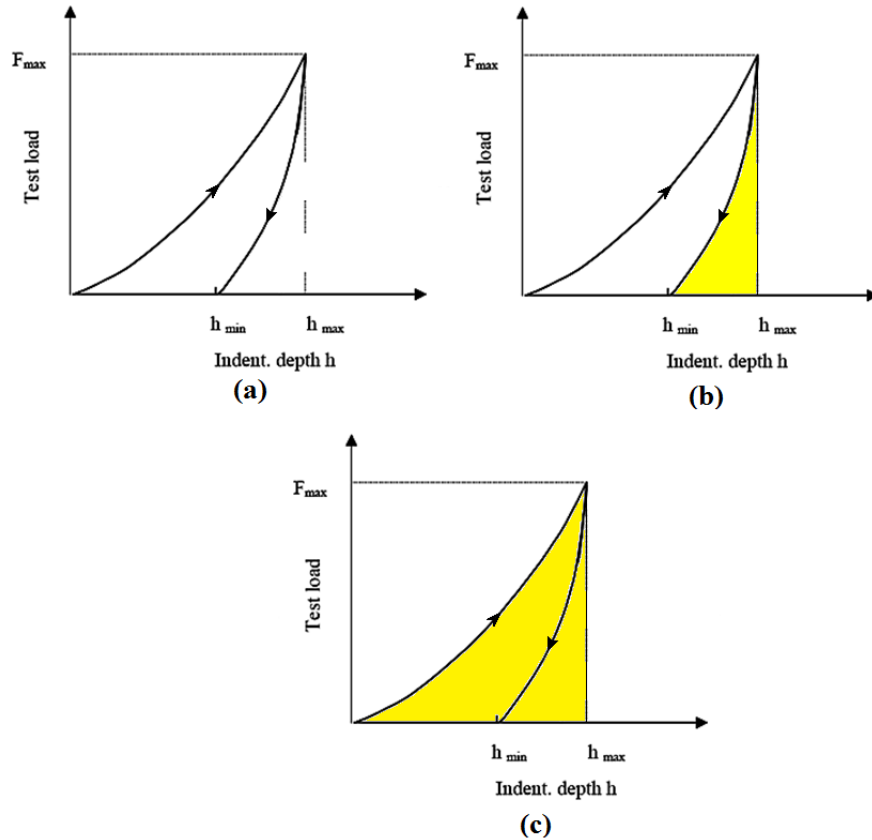 Fmax
Test load
h min
h max
Indent. depth h
(a)
Fmax
Test load
h min
h max
Indent. depth h
(b)
Fmax
Test load
h min
h max
Indent. depth h
(c)